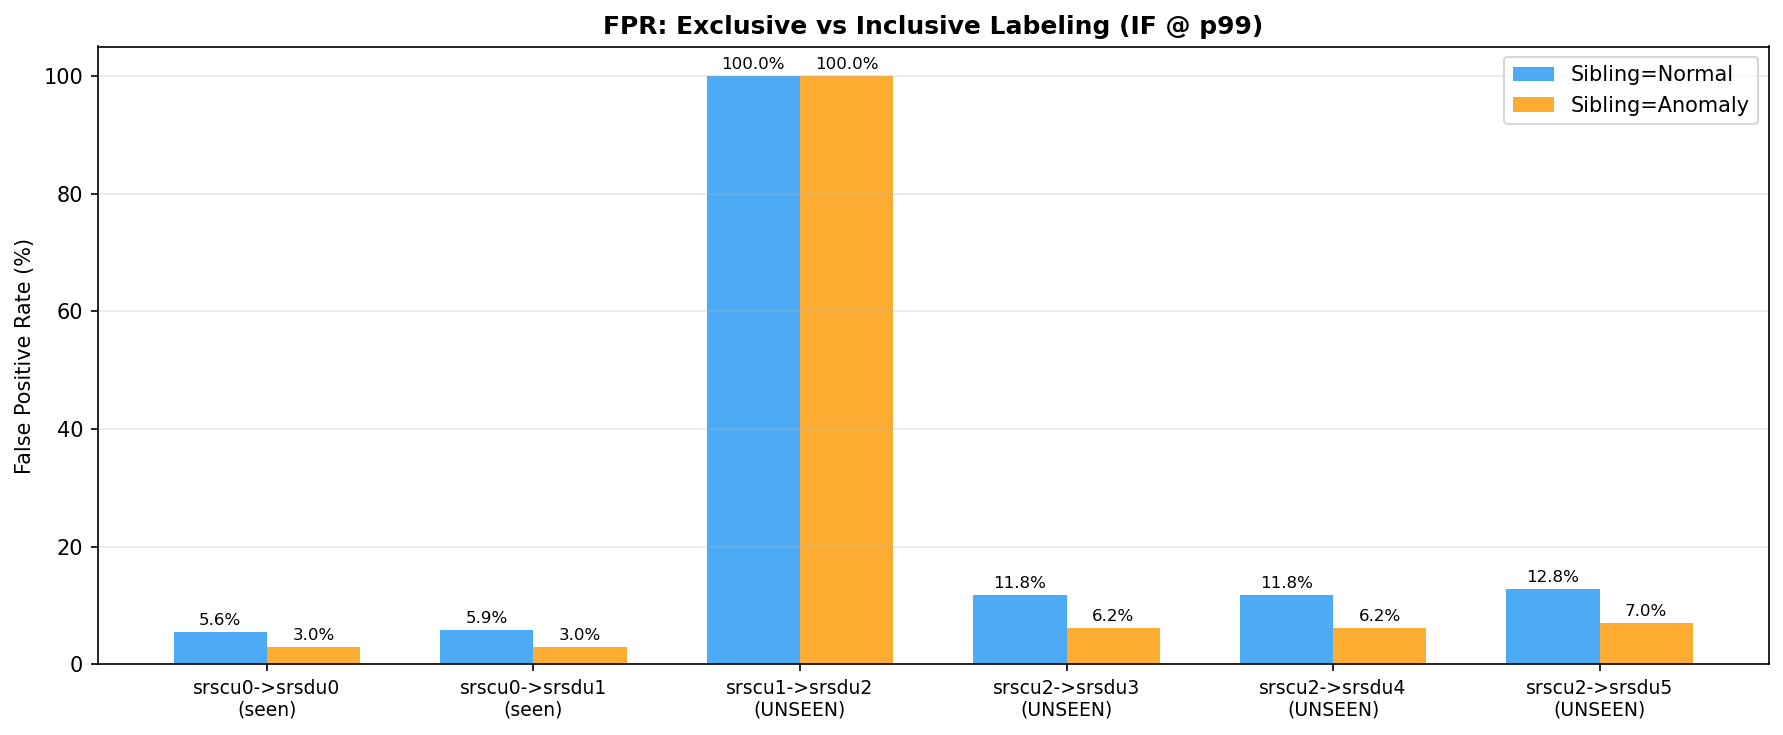 FPR: Exclusive vs Inclusive Labeling (IF @ p99)
Sibling=Normal
Sibling=Anomaly
False Positive Rate (%)
100
80
60
40
20
0
5.6%
3.0%
5.9%
3.0%
100.0%
100.0%
11.8%
6.2%
11.8%
6.2%
12.8%
7.0%
srscu0->srsdu0
(seen)
srscu0->srsdu1
(seen)
srscu1->srsdu2
(UNSEEN)
srscu2->srsdu3
(UNSEEN)
srscu2->srsdu4
(UNSEEN)
srscu2->srsdu5
(UNSEEN)